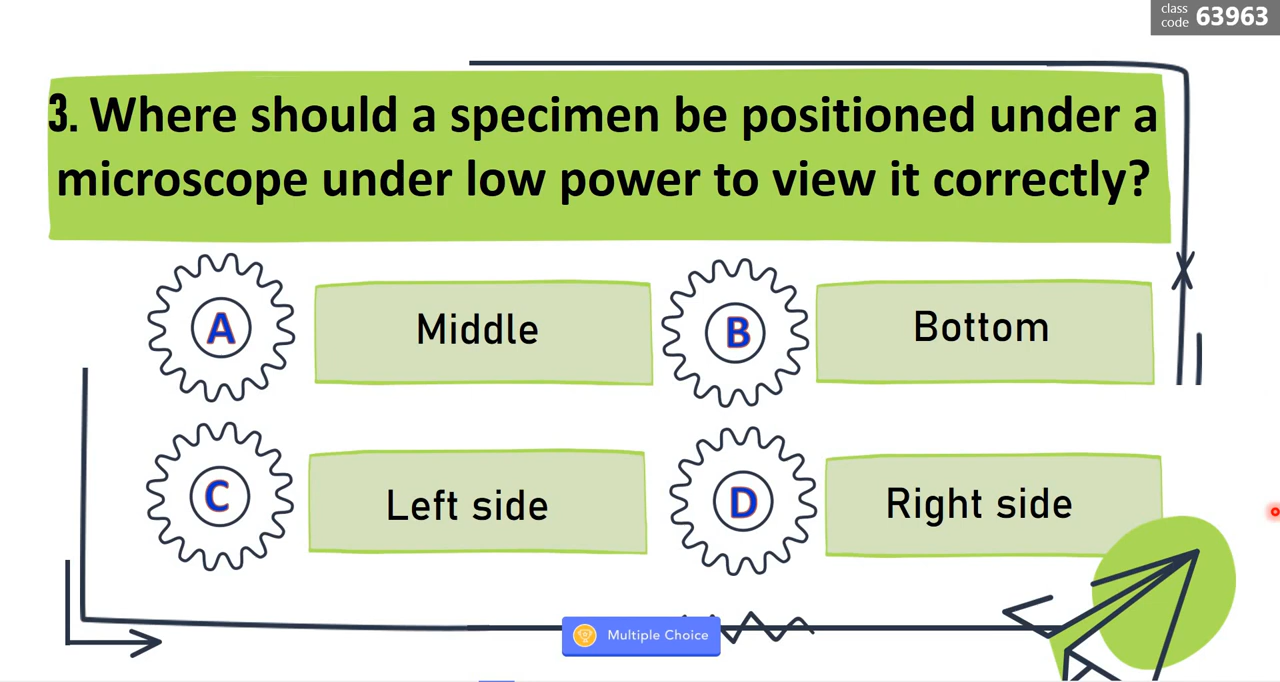 class
code 63963
3. Where should a specimen be positioned under a
microscope under low power to view it correctly?
A Middle
B Bottom
C Left side
D Right side
Multiple Choice